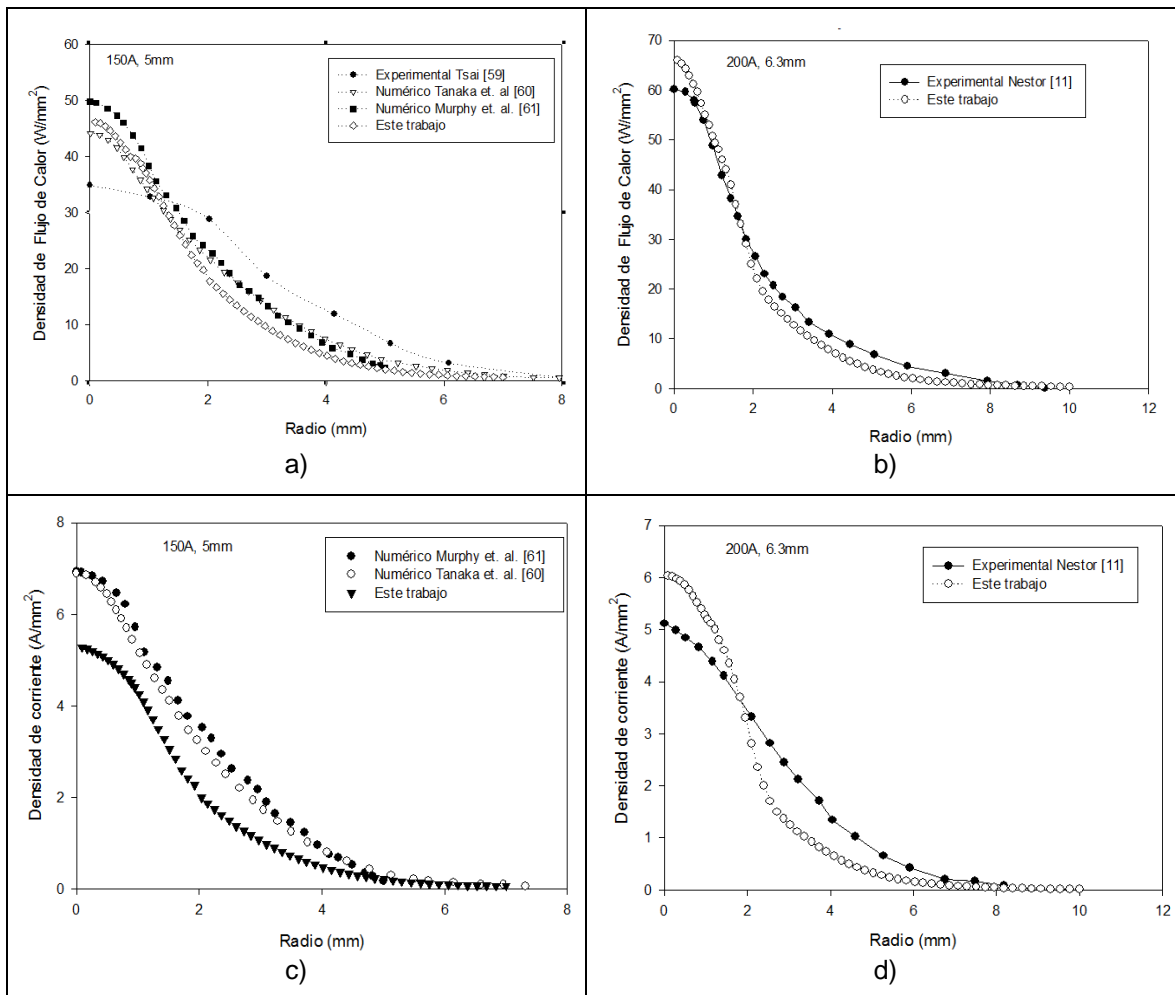 150A, 5mm
Experimental Tsai [59]
Numérico Tanaka et. al [60]
Numérico Murphy et. al. [61]
Este trabajo
Densidad de Flujo de Calor (W/mm²)
60
50
40
30
20
10
0
0 2 4 6 8
Radio (mm)
a)
200A, 6.3mm
Experimental Nestor [11]
Este trabajo
Densidad de Flujo de Calor (W/mm²)
70
60
50
40
30
20
10
0
0 2 4 6 8 10 12
Radio (mm)
b)
150A, 5mm
Numérico Murphy et. al. [61]
Numérico Tanaka et. al. [60]
Este trabajo
Densidad de corriente (A/mm²)
8
6
4
2
0
0 2 4 6 8
Radio (mm)
c)
200A, 6.3mm
Experimental Nestor [11]
Este trabajo
Densidad de corriente (A/mm²)
7
6
5
4
3
2
1
0
0 2 4 6 8 10 12
Radio (mm)
d)